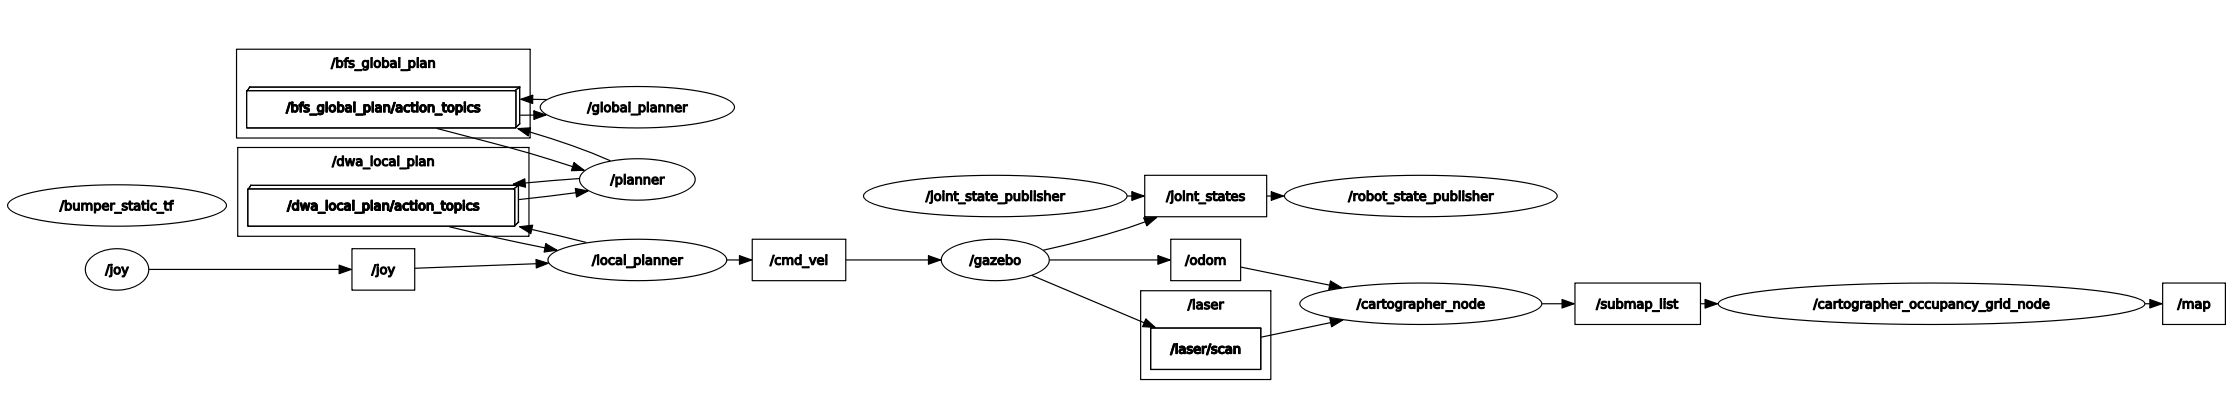 /bfs_global_plan
/bfs_global_plan/action_topics
/global_planner
/dwa_local_plan
/planner
/dwa_local_plan/action_topics
/bumper_static_tf
/joint_state_publisher
/joint_states
/robot_state_publisher
/joy
/joy
/local_planner
/cmd_vel
/gazebo
/odom
/laser
/laser/scan
/cartographer_node
/submap_list
/cartographer_occupancy_grid_node
/map